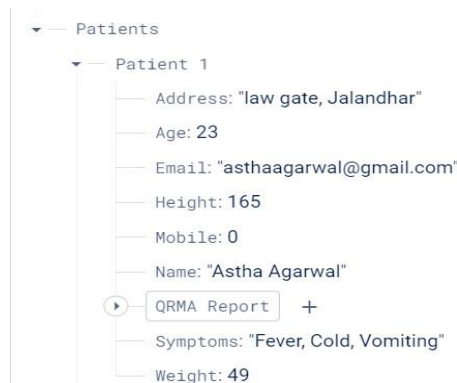 Patients
Patient 1
Address: "law gate, Jalandhar"
Age: 23
Email: "asthaagarwal@gmail.com"
Height: 165
Mobile: 0
Name: "Astha Agarwal"
QRMA Report +
Symptoms: "Fever, Cold, Vomiting"
Weight: 49